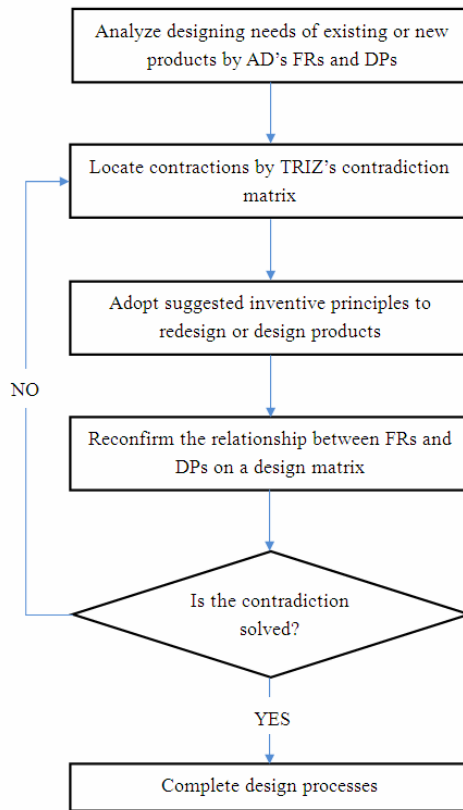 Analyze designing needs of existing or new
products by AD’s FRs and DPs
Locate contractions by TRIZ’s contradiction
matrix
Adopt suggested inventive principles to
redesign or design products
NO
Reconfirm the relationship between FRs and
DPs on a design matrix
Is the contradiction
solved?
YES
Complete design processes